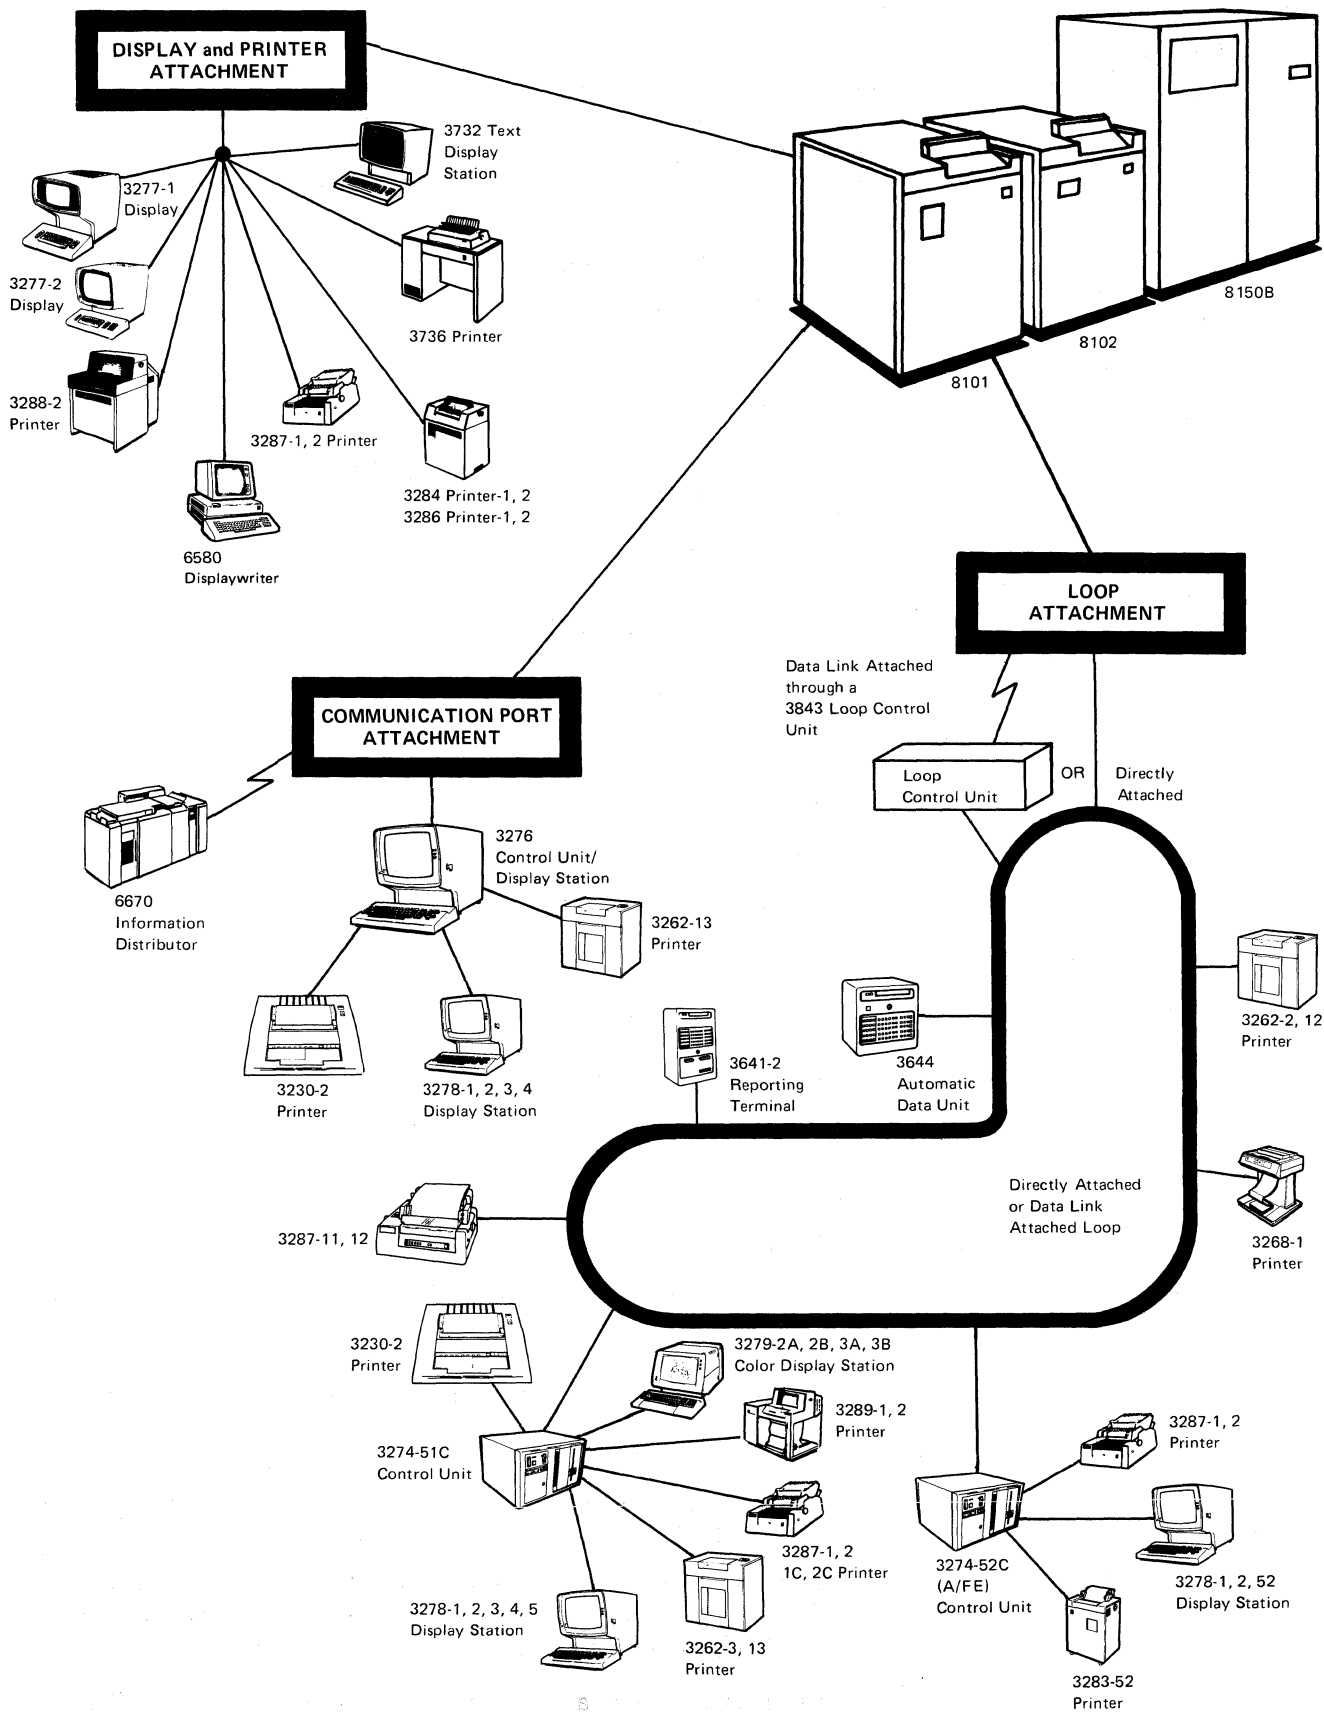 DISPLAY and PRINTER
ATTACHMENT
3732 Text
Display
Station
3277-1
Display
3277-2
Display
3736 Printer
3288-2
Printer
3287-1, 2 Printer
3284 Printer-1, 2
3286 Printer-1, 2
6580
Displaywriter
8150B
8102
8101
LOOP
ATTACHMENT
Data Link Attached
through a
3843 Loop Control
Unit
Loop
Control Unit
OR
Directly
Attached
COMMUNICATION PORT
ATTACHMENT
6670
Information
Distributor
3276
Control Unit/
Display Station
3262-13
Printer
3230-2
Printer
3278-1, 2, 3, 4
Display Station
3641-2
Reporting
Terminal
3644
Automatic
Data Unit
3262-2, 12
Printer
Directly Attached
or Data Link
Attached Loop
3268-1
Printer
3287-11, 12
3230-2
Printer
3279-2A, 2B, 3A, 3B
Color Display Station
3289-1, 2
Printer
3274-51C
Control Unit
3287-1, 2
1C, 2C Printer
3278-1, 2, 3, 4, 5
Display Station
3262-3, 13
Printer
3287-1, 2
Printer
3274-52C
(A/FE)
Control Unit
3278-1, 2, 52
Display Station
3283-52
Printer